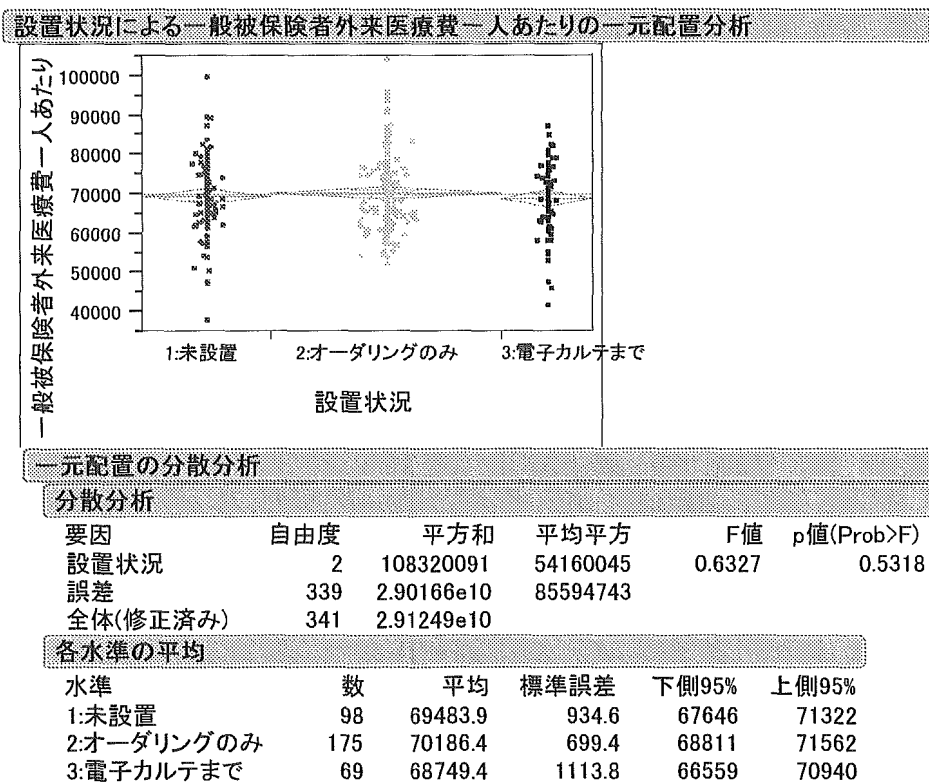 設置状況による一般被保険者外来医療費一人あたりの一元配置分析
一般被保険者外来医療費一人あたり
100000
90000
80000
70000
60000
50000
40000
1:未設置
2:オーダリングのみ
3:電子カルテまで
設置状況
一元配置の分散分析
分散分析
要因 自由度 平方和 平均平方 F値 p値(Prob>F)
設置状況 2 108320091 54160045 0.6327 0.5318
誤差 339 2.90166e10 85594743
全体(修正済み) 341 2.91249e10
各水準の平均
水準 数 平均 標準誤差 下側95% 上側95%
1:未設置 98 69483.9 934.6 67646 71322
2:オーダリングのみ 175 70186.4 699.4 68811 71562
3:電子カルテまで 69 68749.4 1113.8 66559 70940